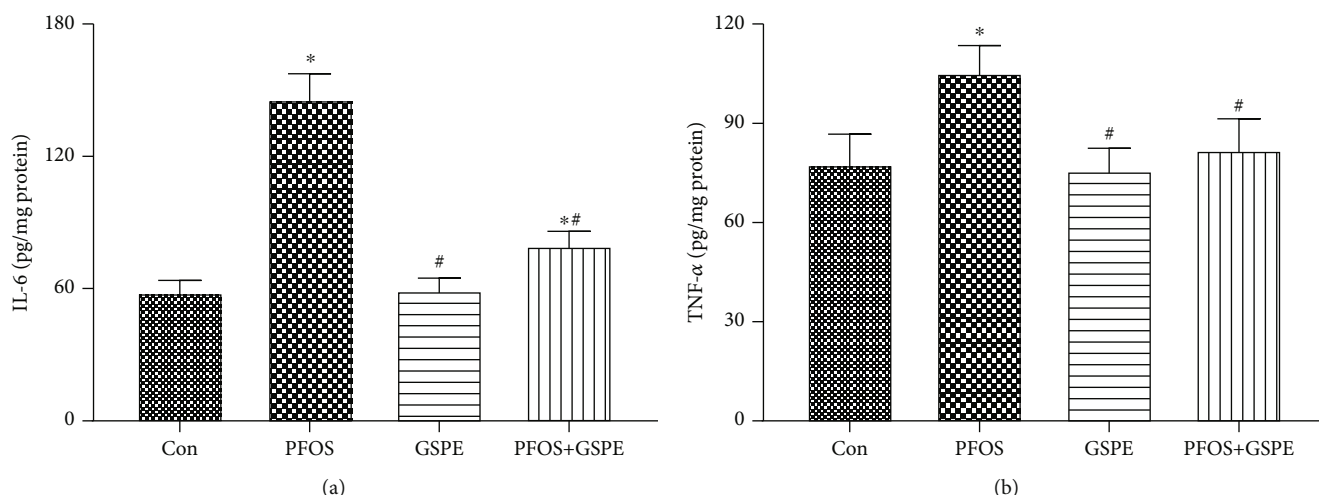 IL-6 (pg/mg protein)
180
120
60
0
*
#
*#
Con
PFOS
GSPE
PFOS+GSPE
(a)
TNF-α (pg/mg protein)
120
90
60
30
0
*
#
#
Con
PFOS
GSPE
PFOS+GSPE
(b)